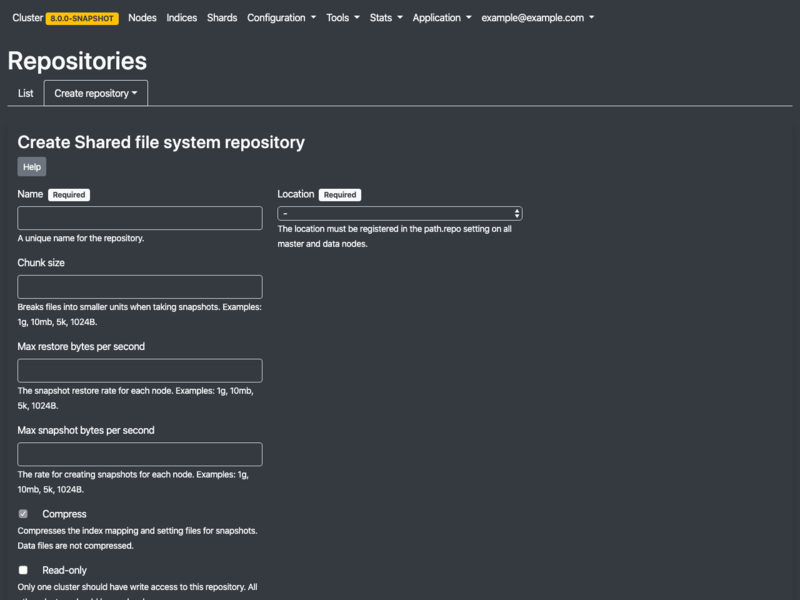 Cluster 8.0.0-SNAPSHOT Nodes Indices Shards Configuration Tools Stats Application example@example.com
Repositories
List Create repository
Create Shared file system repository
Help
Name Required
A unique name for the repository.
Chunk size
Breaks files into smaller units when taking snapshots. Examples:
1g, 10mb, 5k, 1024B.
Max restore bytes per second
The snapshot restore rate for each node. Examples: 1g, 10mb,
5k, 1024B.
Max snapshot bytes per second
The rate for creating snapshots for each node. Examples: 1g,
10mb, 5k, 1024B.
Compress
Compresses the index mapping and setting files for snapshots.
Data files are not compressed.
Read-only
Only one cluster should have write access to this repository. All
Location Required
-
The location must be registered in the path.repo setting on all
master and data nodes.